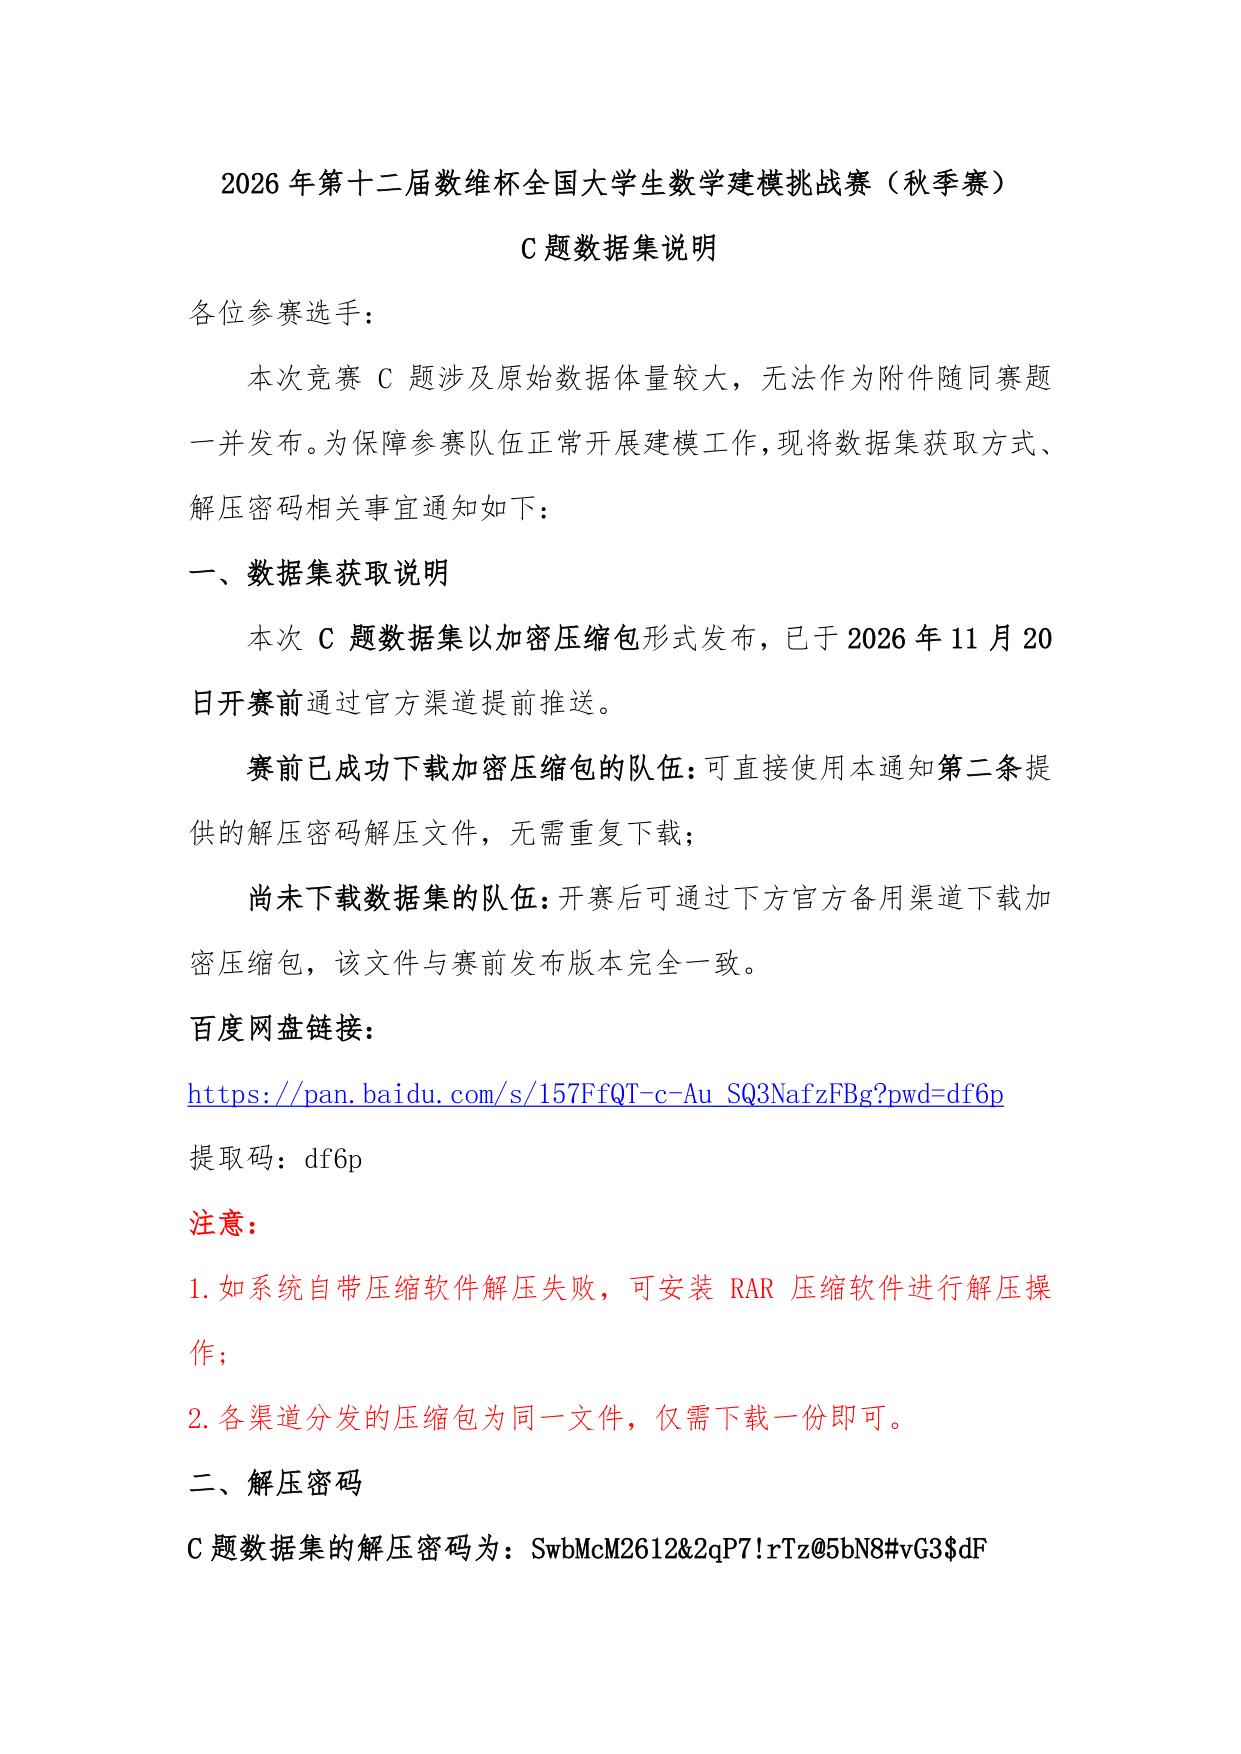 2026 年第十二届数维杯全国大学生数学建模挑战赛（秋季赛）
C 题数据集说明
各位参赛选手：
本次竞赛 C 题涉及原始数据体量较大，无法作为附件随同赛题
一并发布。为保障参赛队伍正常开展建模工作，现将数据集获取方式、
解压密码相关事宜通知如下：
一、数据集获取说明
本次 C 题数据集以加密压缩包形式发布，已于 2026 年 11 月 20
日开赛前通过官方渠道提前推送。
赛前已成功下载加密压缩包的队伍：可直接使用本通知第二条提
供的解压密码解压文件，无需重复下载；
尚未下载数据集的队伍：开赛后可通过下方官方备用渠道下载加
密压缩包，该文件与赛前发布版本完全一致。
百度网盘链接：
https://pan.baidu.com/s/157FfQT-c-Au_SQ3NafzFBg?pwd=df6p
提取码：df6p
注意：
1.如系统自带压缩软件解压失败，可安装 RAR 压缩软件进行解压操
作；
2.各渠道分发的压缩包为同一文件，仅需下载一份即可。
二、解压密码
C 题数据集的解压密码为：SwbMcM2612&2qP7!rTz@5bN8#vG3$dF